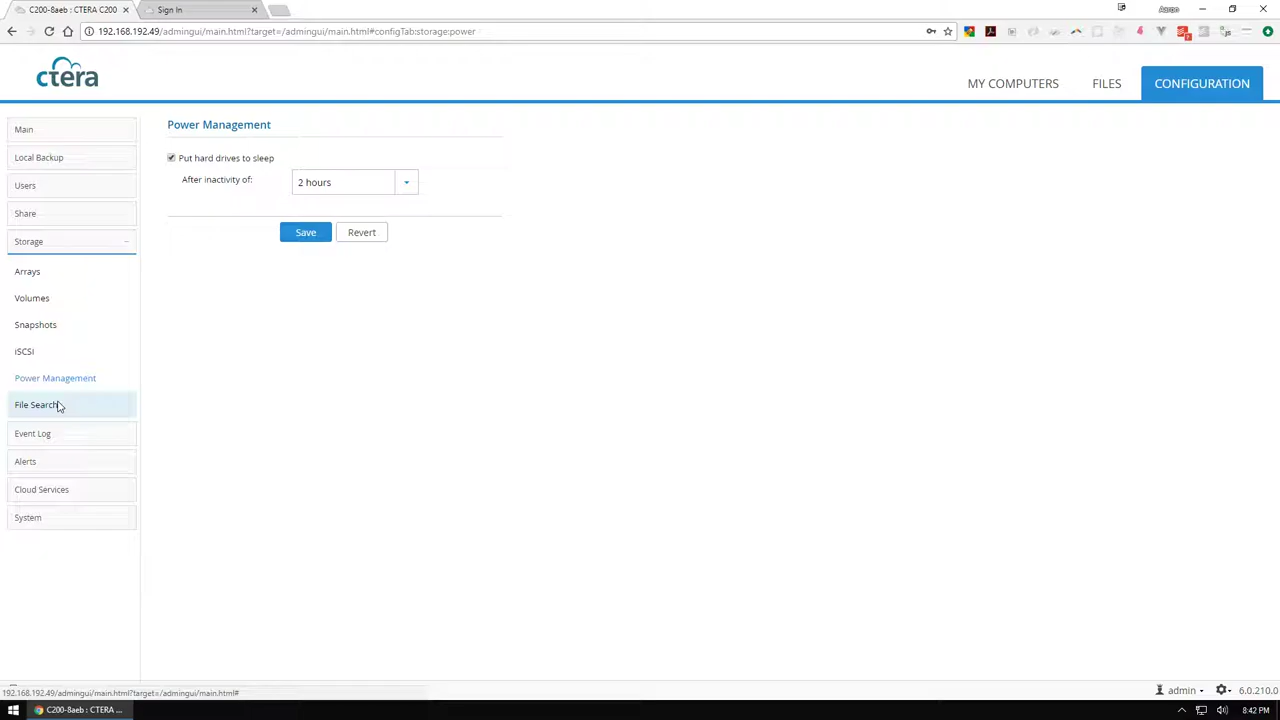 C200-8aeb : CTERA C200
Sign In
Aaron
192.168.192.49/admingui/main.html?target=/admingui/main.html#configTab:storage:power
ctera
MY COMPUTERS
FILES
CONFIGURATION
Main
Local Backup
Users
Share
Storage
Arrays
Volumes
Snapshots
iSCSI
Power Management
File Search
Event Log
Alerts
Cloud Services
System
Power Management
Put hard drives to sleep
After inactivity of:
2 hours
Save
Revert
192.168.192.49/admingui/main.html?target=/admingui/main.html#
admin
6.0.210.0
C200-8aeb : CTERA ...
8:42 PM